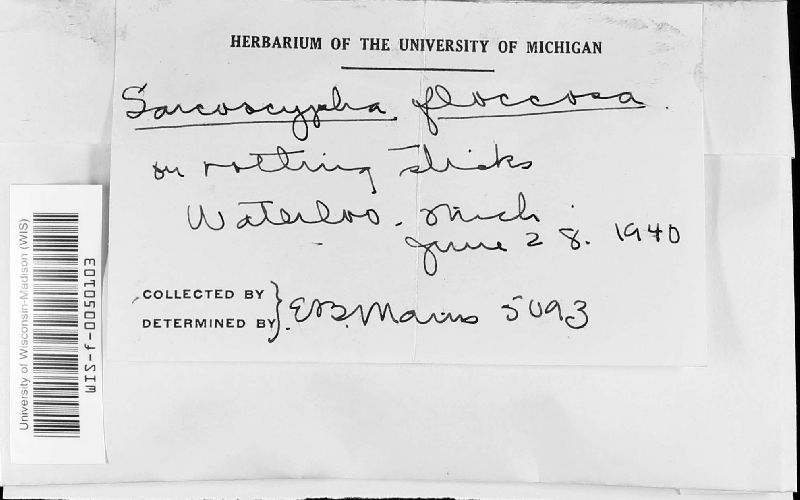 HERBARIUM OF THE UNIVERSITY OF MICHIGAN
Sarcoscypha floccosa.
on rotting sticks
Waterloo, Mich.
June 28. 1940
COLLECTED BY
DETERMINED BY
E.B. Mains 5093
University of Wisconsin-Madison (WIS)
WIS-f-0050103